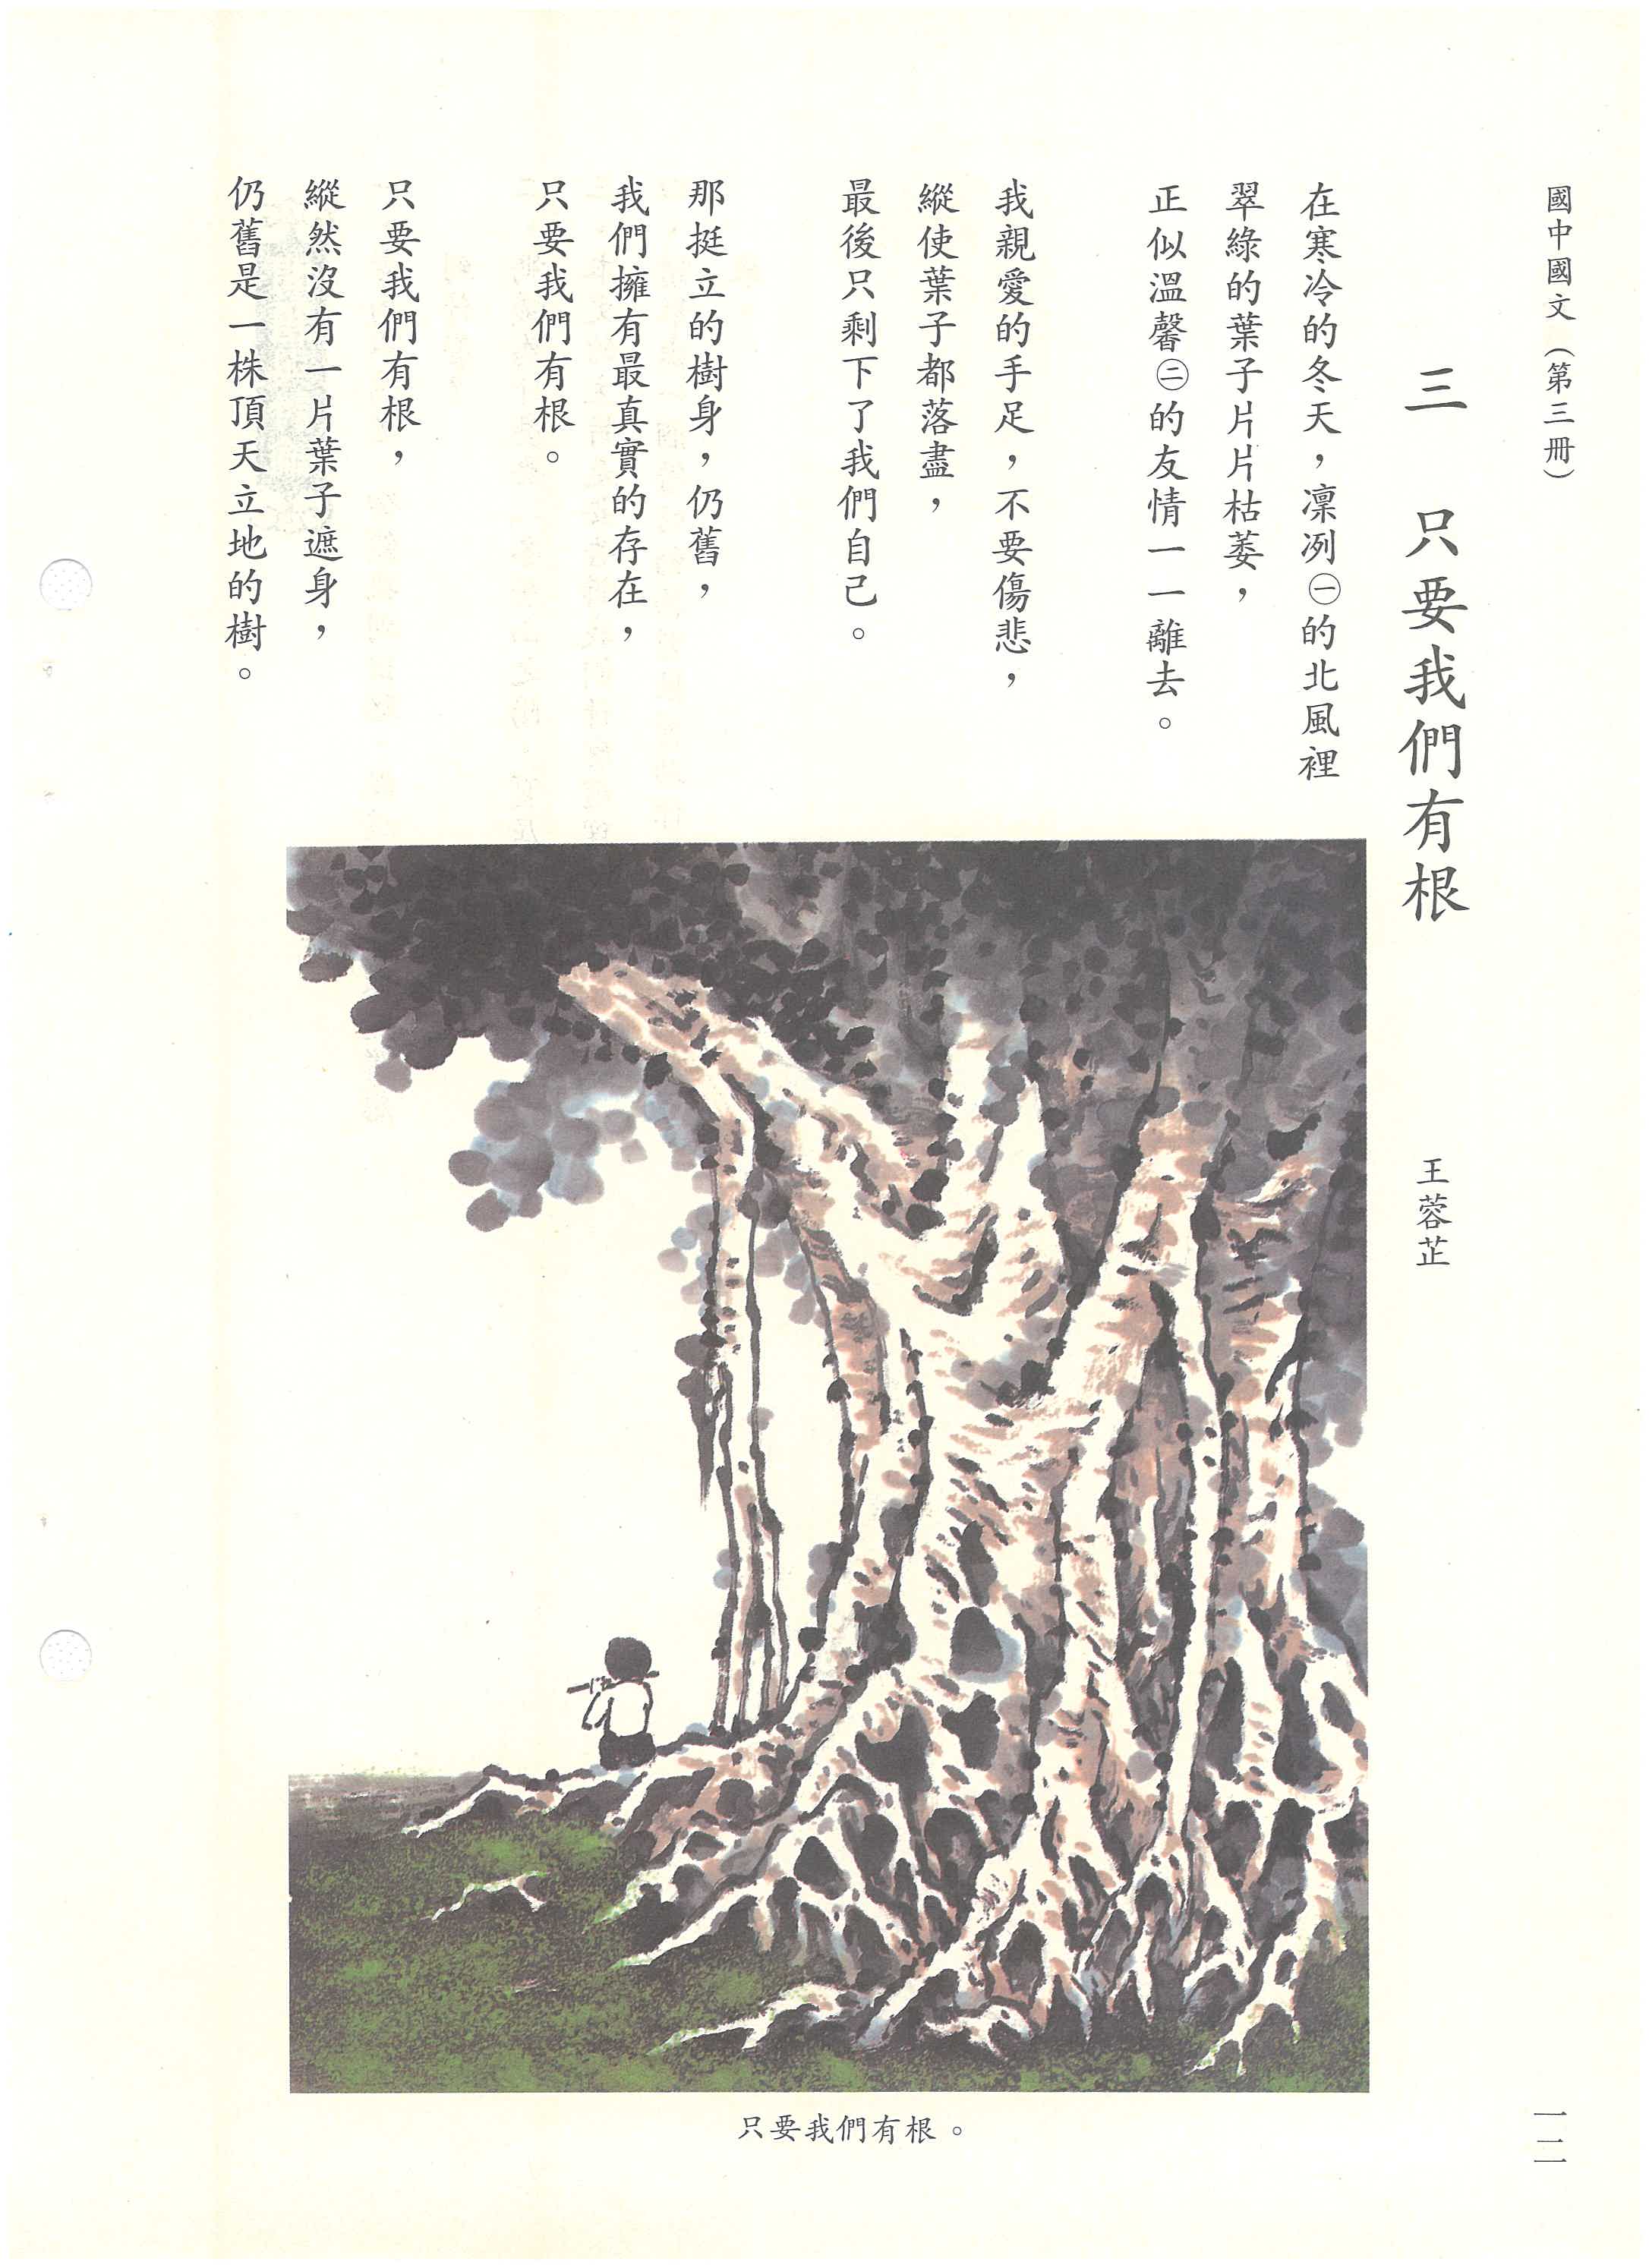 國中國文(第三冊)
三 只要我們有根
王蓉芷
在寒冷的冬天,凜冽㊀的北風裡
翠綠的葉子片片枯萎,
正似溫馨㊁的友情一一離去。
我親愛的手足,不要傷悲,
縱使葉子都落盡,
最後只剩下了我們自己。
那挺立的樹身,仍舊,
我們擁有最真實的存在,
只要我們有根。
只要我們有根,
縱然沒有一片葉子遮身,
仍舊是一株頂天立地的樹。
只要我們有根。
一二